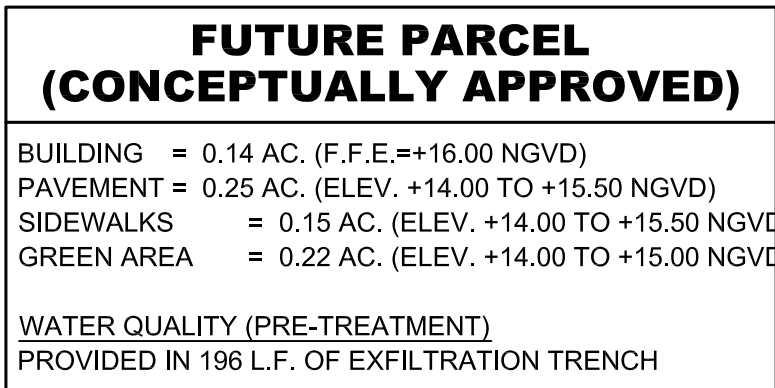 FUTURE PARCEL
(CONCEPTUALLY APPROVED)
BUILDING = 0.14 AC. (F.F.E.=+16.00 NGVD)
PAVEMENT = 0.25 AC. (ELEV. +14.00 TO +15.50 NGVD)
SIDEWALKS = 0.15 AC. (ELEV. +14.00 TO +15.50 NGVD
GREEN AREA = 0.22 AC. (ELEV. +14.00 TO +15.00 NGVD
WATER QUALITY (PRE-TREATMENT)
PROVIDED IN 196 L.F. OF EXFILTRATION TRENCH